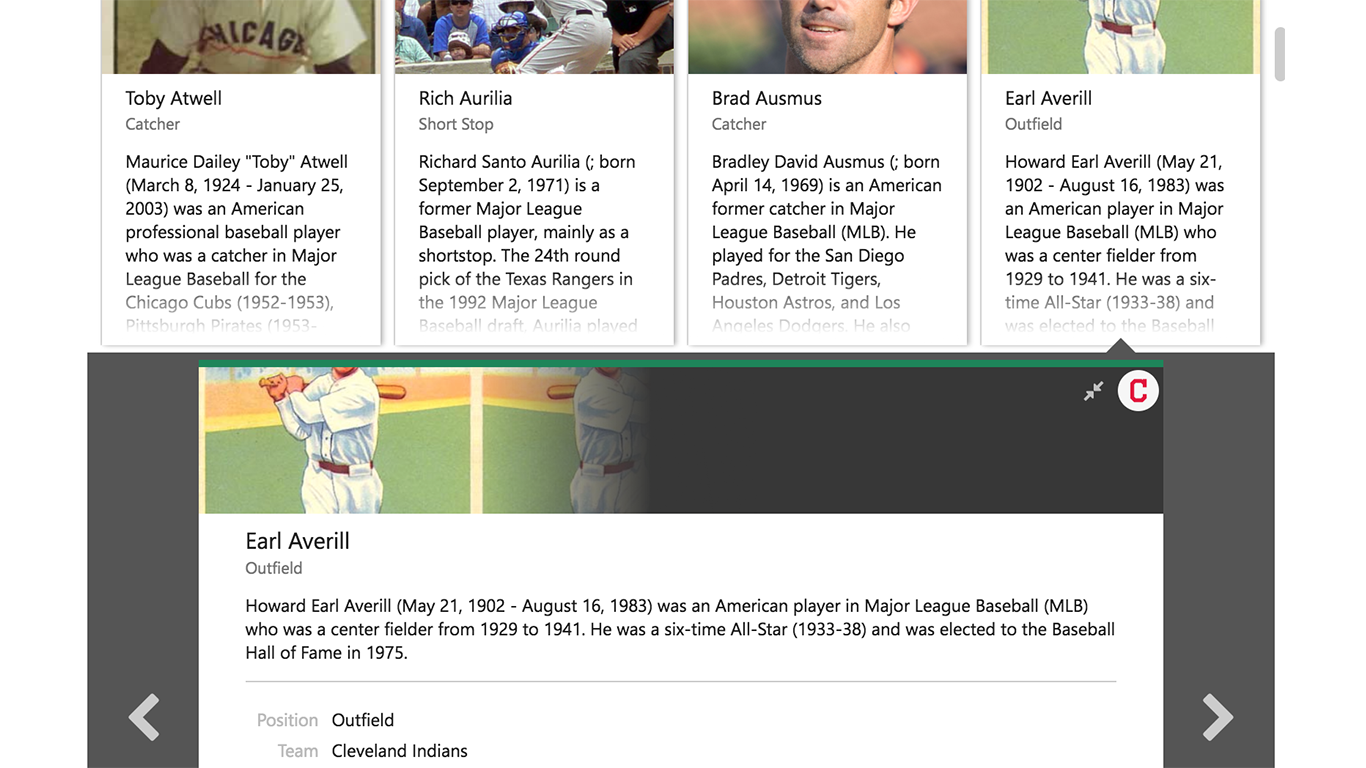 CHICAG
Toby Atwell
Catcher
Maurice Dailey "Toby" Atwell
(March 8, 1924 - January 25,
2003) was an American
professional baseball player
who was a catcher in Major
League Baseball for the
Chicago Cubs (1952-1953),
Pittsburgh Pirates (1953-
Rich Aurilia
Short Stop
Richard Santo Aurilia (; born
September 2, 1971) is a
former Major League
Baseball player, mainly as a
shortstop. The 24th round
pick of the Texas Rangers in
the 1992 Major League
Baseball draft, Aurilia played
Brad Ausmus
Catcher
Bradley David Ausmus (; born
April 14, 1969) is an American
former catcher in Major
League Baseball (MLB). He
played for the San Diego
Padres, Detroit Tigers,
Houston Astros, and Los
Angeles Dodgers. He also
Earl Averill
Outfield
Howard Earl Averill (May 21,
1902 - August 16, 1983) was
an American player in Major
League Baseball (MLB) who
was a center fielder from
1929 to 1941. He was a six-
time All-Star (1933-38) and
was elected to the Baseball
C
Earl Averill
Outfield
Howard Earl Averill (May 21, 1902 - August 16, 1983) was an American player in Major League Baseball (MLB)
who was a center fielder from 1929 to 1941. He was a six-time All-Star (1933-38) and was elected to the Baseball
Hall of Fame in 1975.
Position Outfield
Team Cleveland Indians